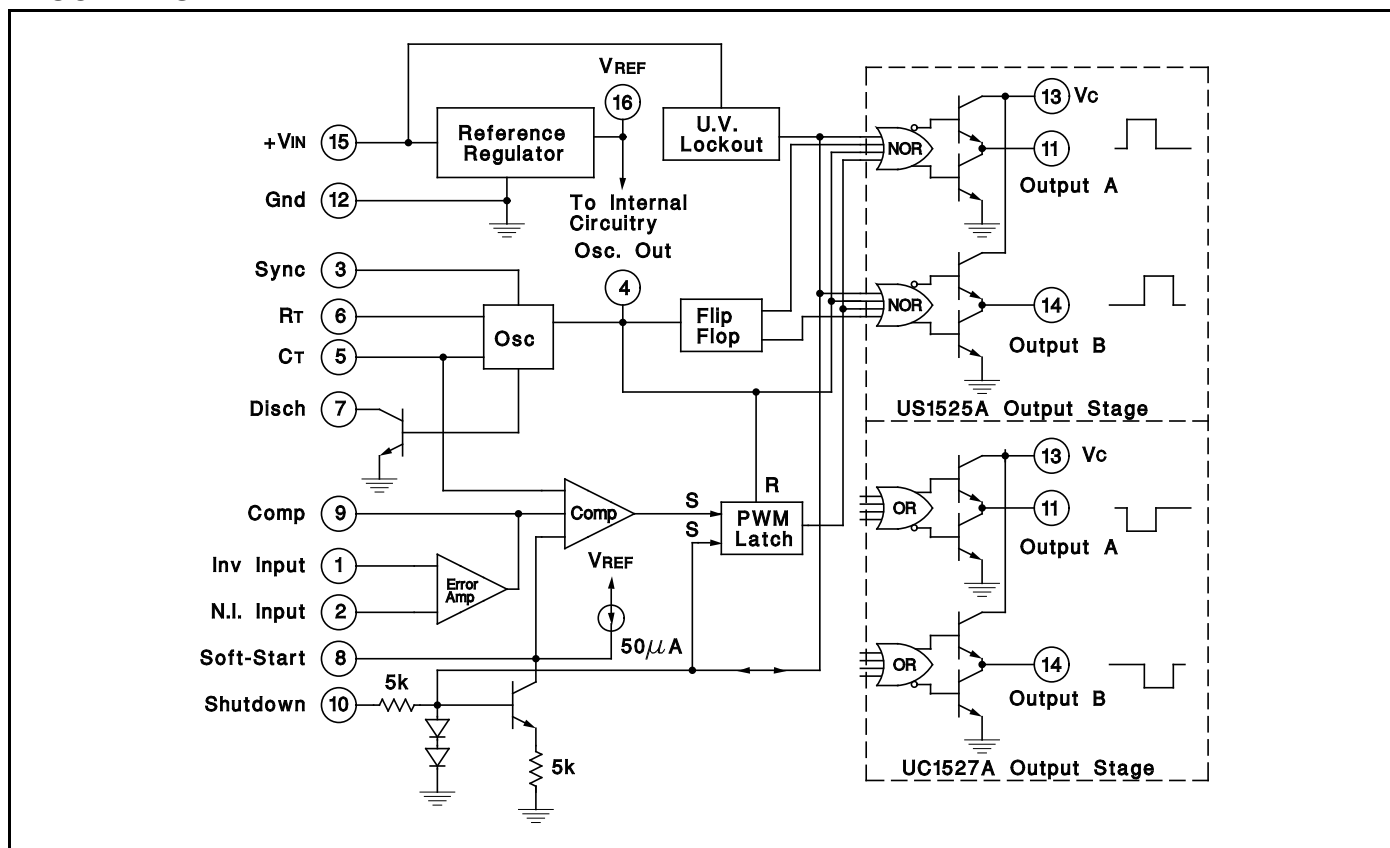 VREF
16
+VIN 15
Reference
Regulator
U.V.
Lockout
Gnd 12
To Internal
Circuitry
Osc. Out
4
Sync 3
RT 6
CT 5
Osc
Flip
Flop
Disch 7
NOR
13 Vc
11
Output A
NOR
14
Output B
US1525A Output Stage
Comp 9
Comp
S
S
R
PWM
Latch
Inv Input 1
N.I. Input 2
Error
Amp
VREF
50μA
Soft-Start 8
Shutdown 10
5k
5k
OR
13 Vc
11
Output A
OR
14
Output B
UC1527A Output Stage